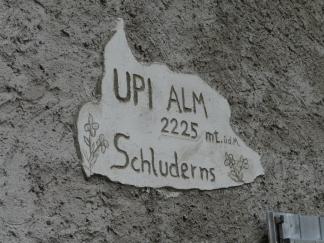 UPI ALM
2225 mt. ü.d.M.
Schluderns